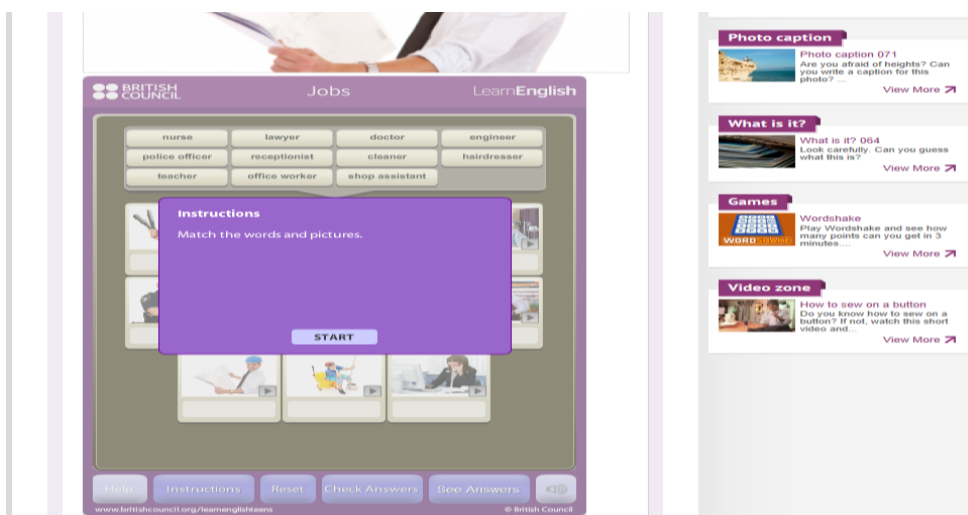 BRITISH
COUNCIL
Jobs
LearnEnglish
nurse lawyer doctor engineer
police officer receptionist cleaner hairdresser
teacher office worker shop assistant
Instructions
Match the words and pictures.
START
Help Instructions Reset Check Answers See Answers
www.britishcouncil.org/learnenglishteens © British Council
Photo caption
Photo caption 071
Are you afraid of heights? Can
you write a caption for this
photo? ...
View More
What is it?
What is it? 064
Look carefully. Can you guess
what this is?
View More
Games
WORD
Wordshake
Play Wordshake and see how
many points can you get in 3
minutes....
View More
Video zone
How to sew on a button
Do you know how to sew on a
button? If not, watch this short
video and...
View More